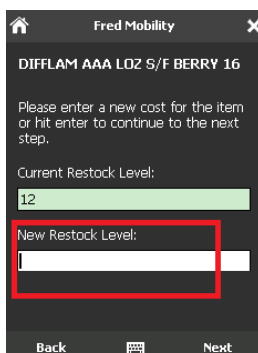 Fred Mobility
DIFFLAM AAA LOZ S/F BERRY 16
Please enter a new cost for the item
or hit enter to continue to the next
step.
Current Restock Level:
12
New Restock Level:
Back Next